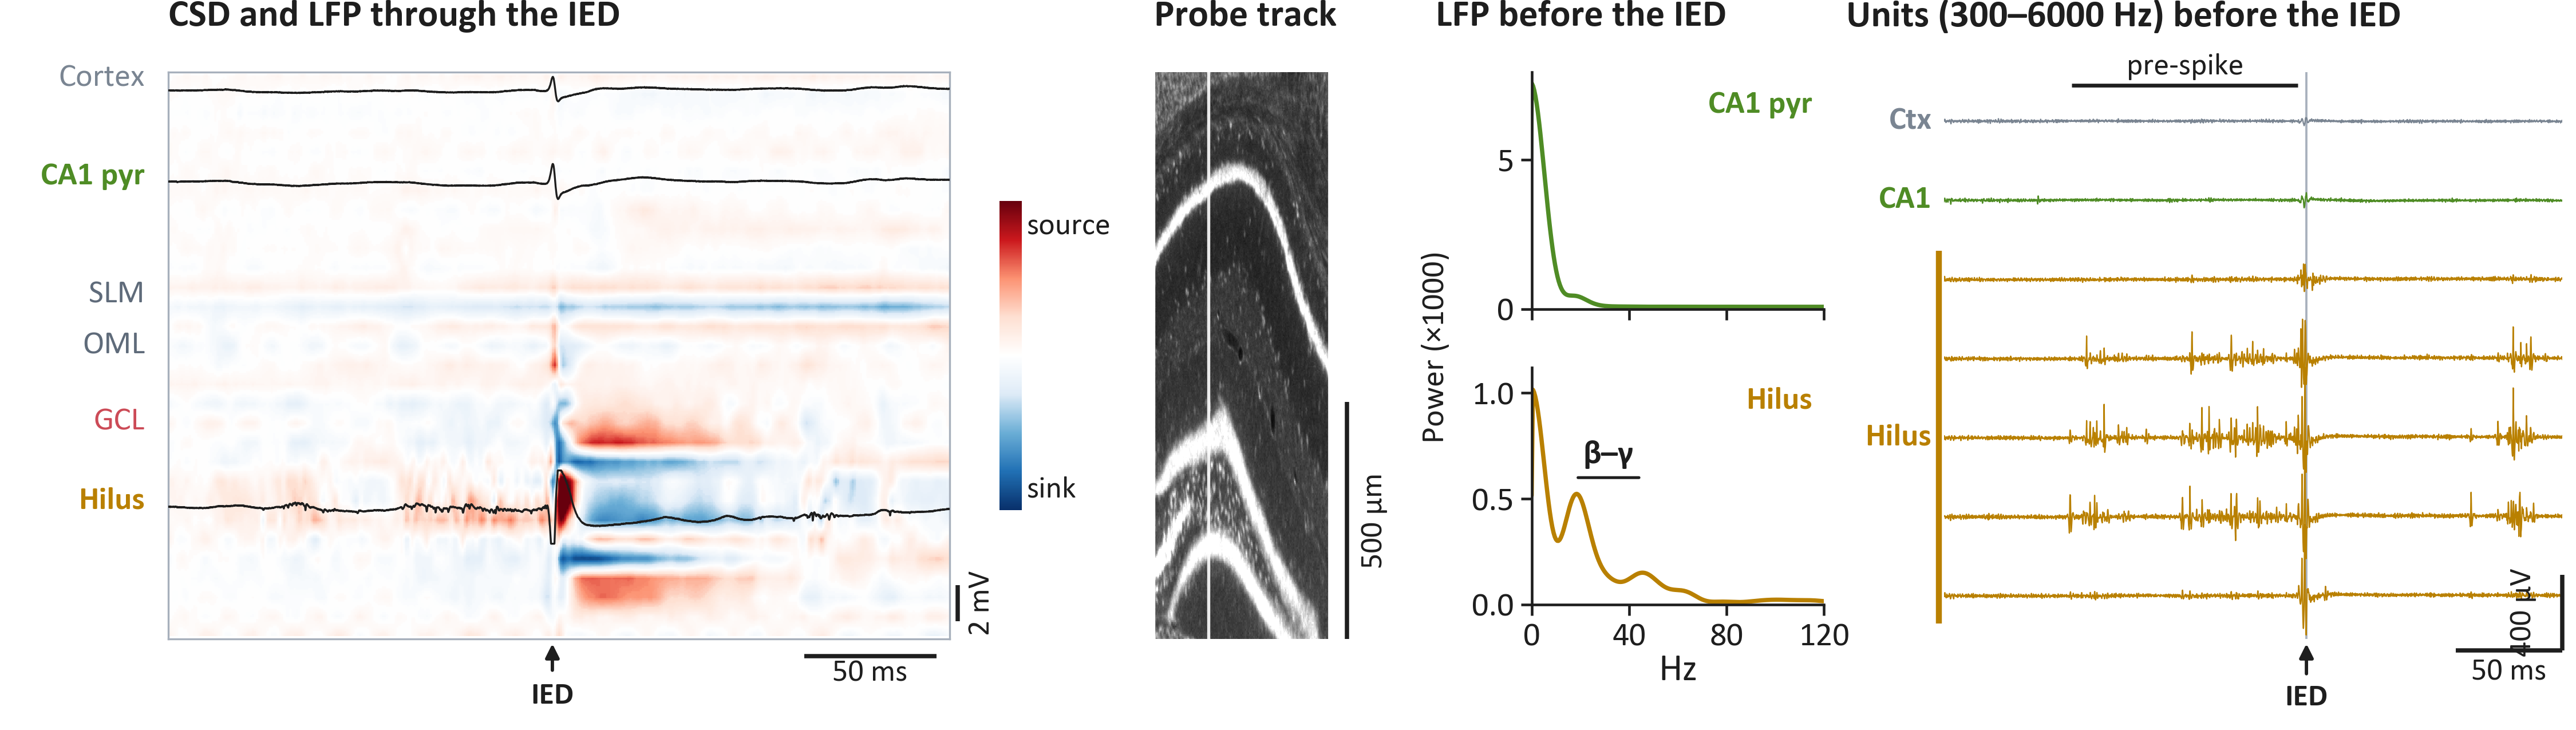 CSD and LFP through the IED
Cortex
CA1 pyr
SLM
OML
GCL
Hilus
2 mV
50 ms
IED
source
sink
Probe track
500 µm
LFP before the IED
Power (×1000)
CA1 pyr
5
0
Hilus
β–γ
1.0
0.5
0.0
0 40 80 120
Hz
Units (300–6000 Hz) before the IED
pre-spike
Ctx
CA1
Hilus
400 µV
50 ms
IED